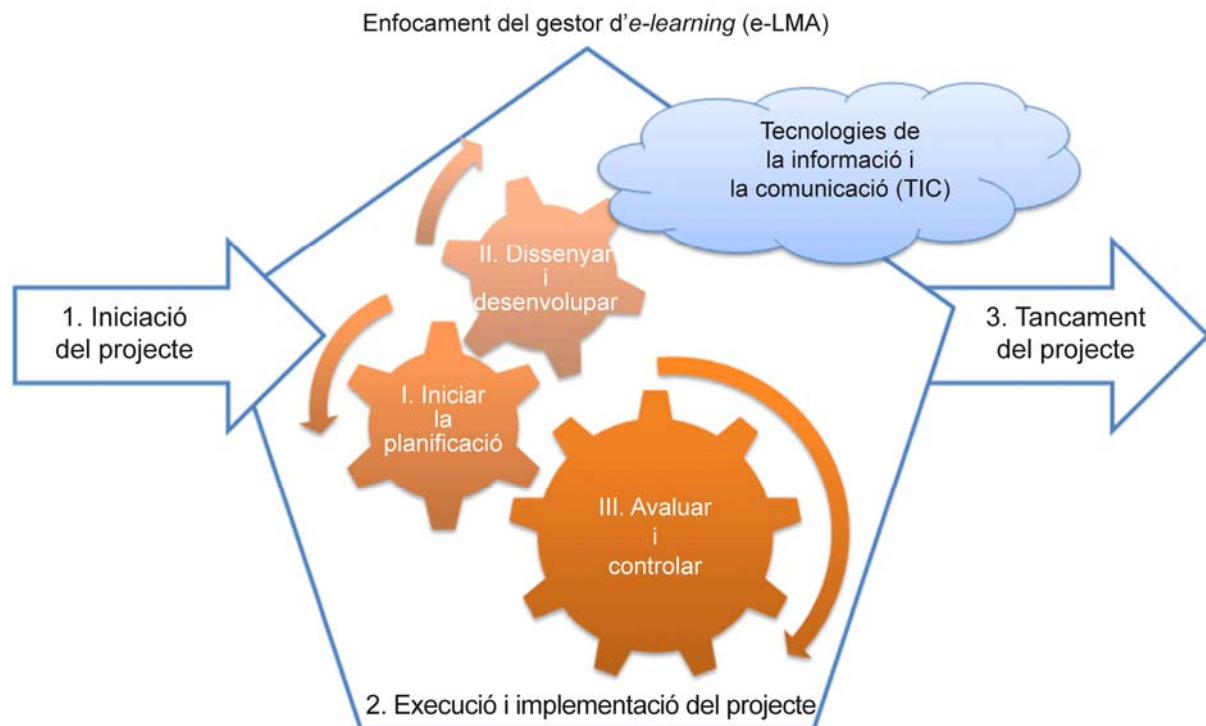 Enfocament del gestor d'e-learning (e-LMA)
Tecnologies de
la informació i
la comunicació (TIC)
II. Dissenyar
i
desenvolupar
1. Iniciació
del projecte
3. Tancament
del projecte
I. Iniciar
la
planificació
III. Avaluar
i
controlar
2. Execució i implementació del projecte